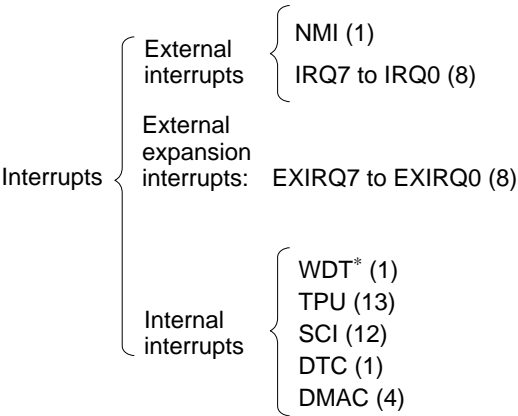 Interrupts
External
interrupts
NMI (1)
IRQ7 to IRQ0 (8)
External
expansion
interrupts: EXIRQ7 to EXIRQ0 (8)
Internal
interrupts
WDT* (1)
TPU (13)
SCI (12)
DTC (1)
DMAC (4)